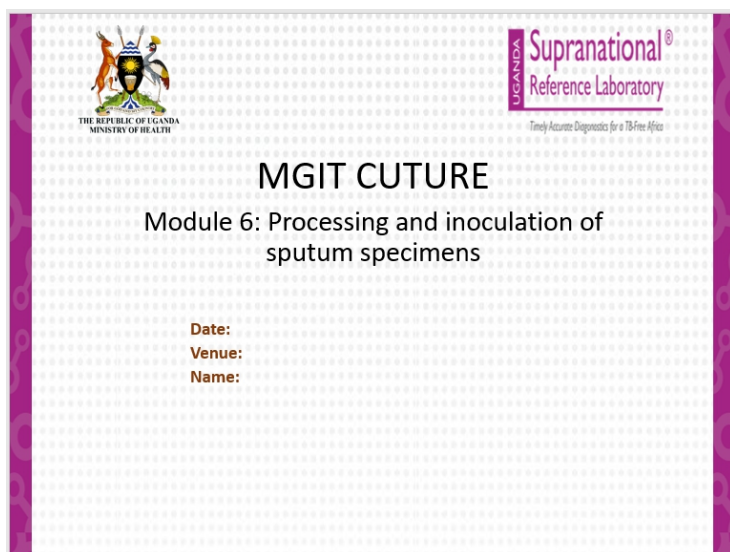 THE REPUBLIC OF UGANDA
MINISTRY OF HEALTH
UGANDA
Supranational®
Reference Laboratory
Timely Accurate Diagnostics for a TB-Free Africa
MGIT CUTURE
Module 6: Processing and inoculation of
sputum specimens
Date:
Venue:
Name: